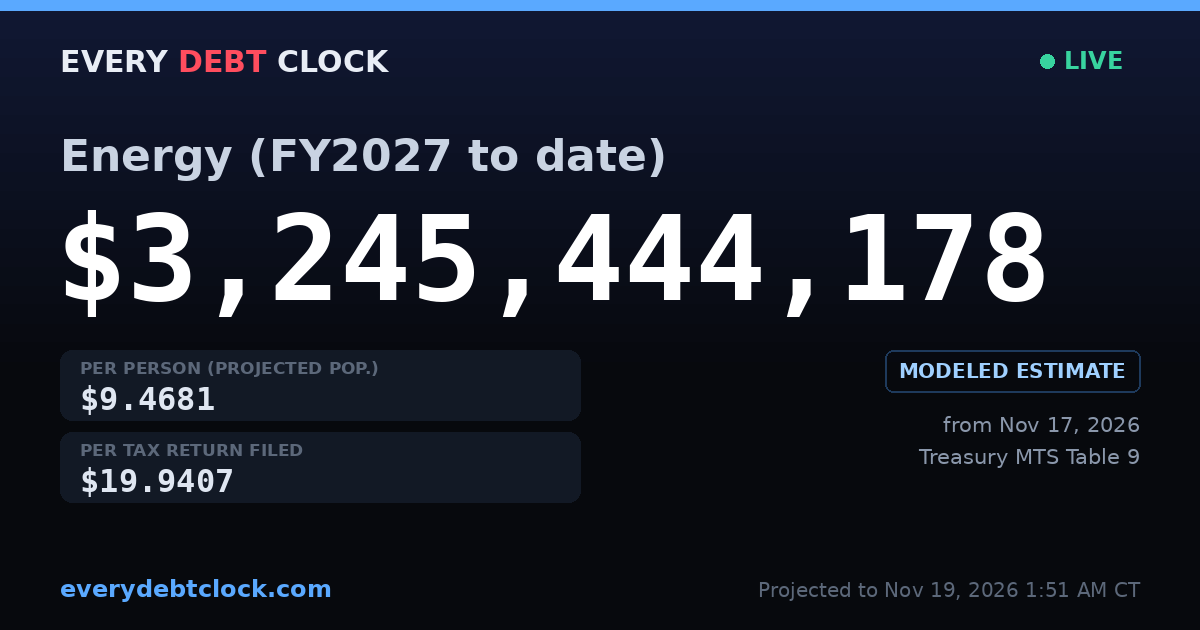 EVERY DEBT CLOCK
LIVE
Energy (FY2027 to date)
$3,245,444,178
PER PERSON (PROJECTED POP.)
$9.4681
PER TAX RETURN FILED
$19.9407
MODELED ESTIMATE
from Nov 17, 2026
Treasury MTS Table 9
everydebtclock.com
Projected to Nov 19, 2026 1:51 AM CT